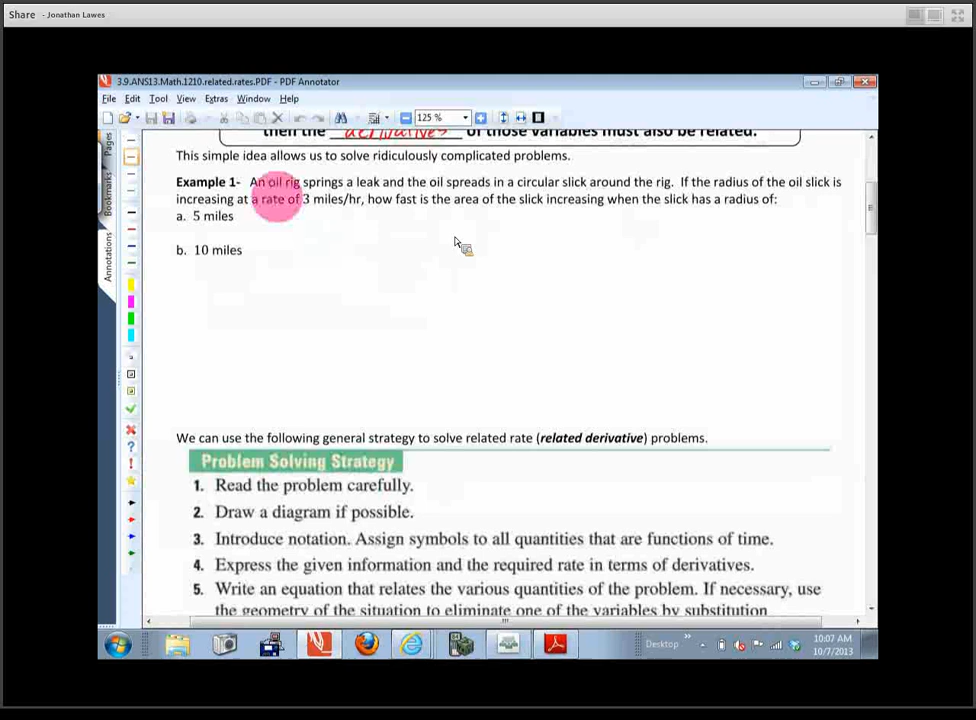 Share - Jonathan Lawes
3.9.ANS13.Math.1210.related.rates.PDF - PDF Annotator
File Edit Tool View Extras Window Help
125 %
Pages
Bookmarks
Annotations
then the derivatives of those variables must also be related.
This simple idea allows us to solve ridiculously complicated problems.
Example 1- An oil rig springs a leak and the oil spreads in a circular slick around the rig. If the radius of the oil slick is
increasing at a rate of 3 miles/hr, how fast is the area of the slick increasing when the slick has a radius of:
a. 5 miles
b. 10 miles
We can use the following general strategy to solve related rate (related derivative) problems.
Problem Solving Strategy
1. Read the problem carefully.
2. Draw a diagram if possible.
3. Introduce notation. Assign symbols to all quantities that are functions of time.
4. Express the given information and the required rate in terms of derivatives.
5. Write an equation that relates the various quantities of the problem. If necessary, use
the geometry of the situation to eliminate one of the variables by substitution
Desktop
10:07 AM
10/7/2013